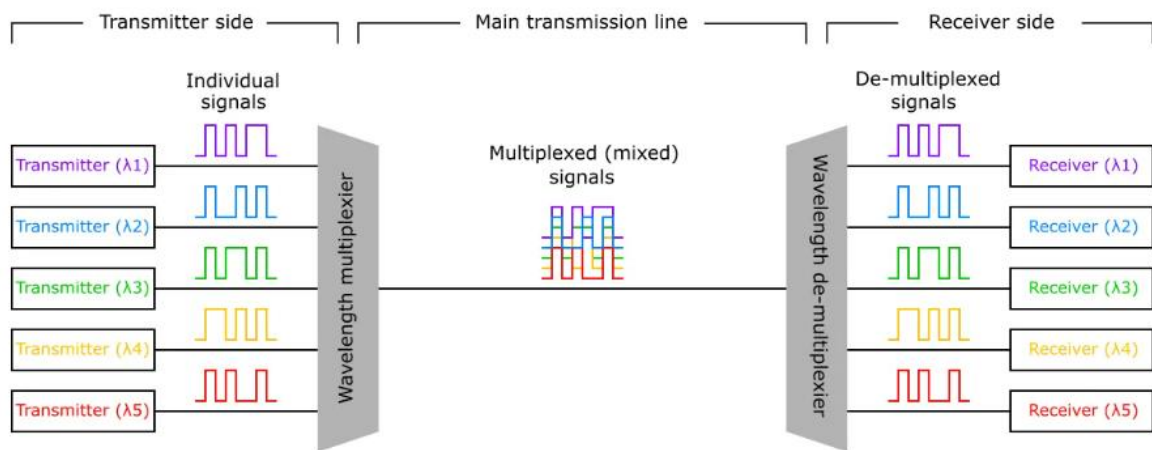 Transmitter side
Main transmission line
Receiver side
Individual
signals
De-multiplexed
signals
Multiplexed (mixed)
signals
Transmitter (λ1)
Transmitter (λ2)
Transmitter (λ3)
Transmitter (λ4)
Transmitter (λ5)
Wavelength multiplexier
Wavelength de-multiplexier
Receiver (λ1)
Receiver (λ2)
Receiver (λ3)
Receiver (λ4)
Receiver (λ5)